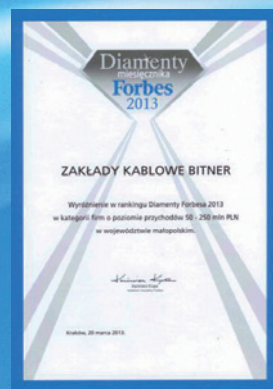 Diamenty
miesięcznika
Forbes
2013
ZAKŁADY KABLOWE BITNER
Wyróżnienie w rankingu Diamenty Forbesa 2013
w kategorii firm o poziomie przychodów 50 - 250 mln PLN
w województwie małopolskim.
Kraków, 20 marca 2013.